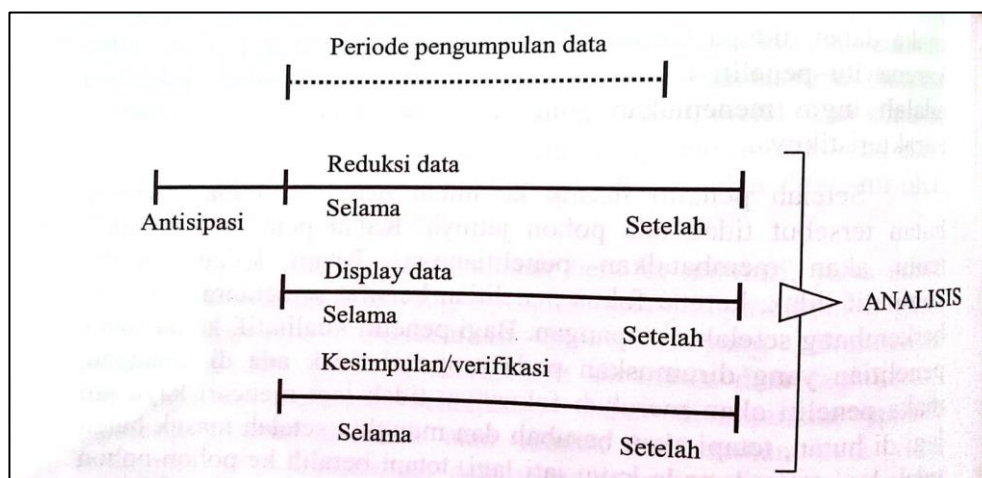 Periode pengumpulan data
Reduksi data
Antisipasi Selama Setelah
Display data
Selama Setelah
ANALISIS
Kesimpulan/verifikasi
Selama Setelah